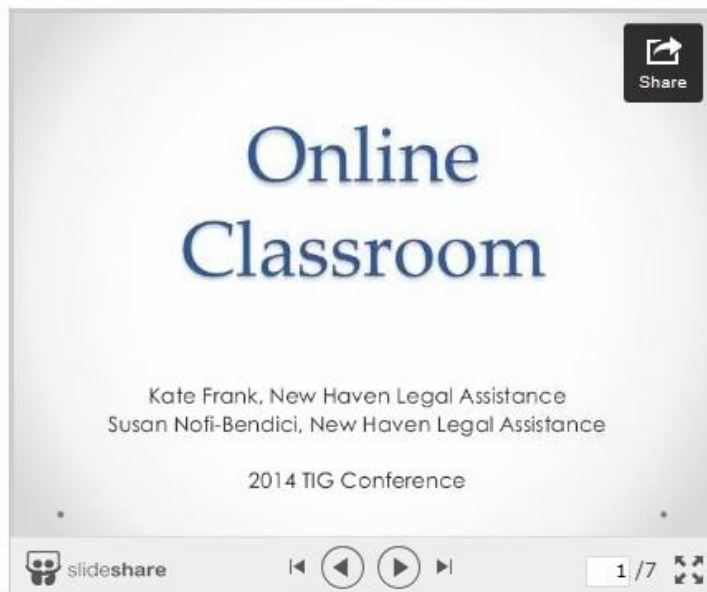 Share
Online
Classroom
Kate Frank, New Haven Legal Assistance
Susan Nofi-Bendici, New Haven Legal Assistance
2014 TIG Conference
slideshare
1 /7